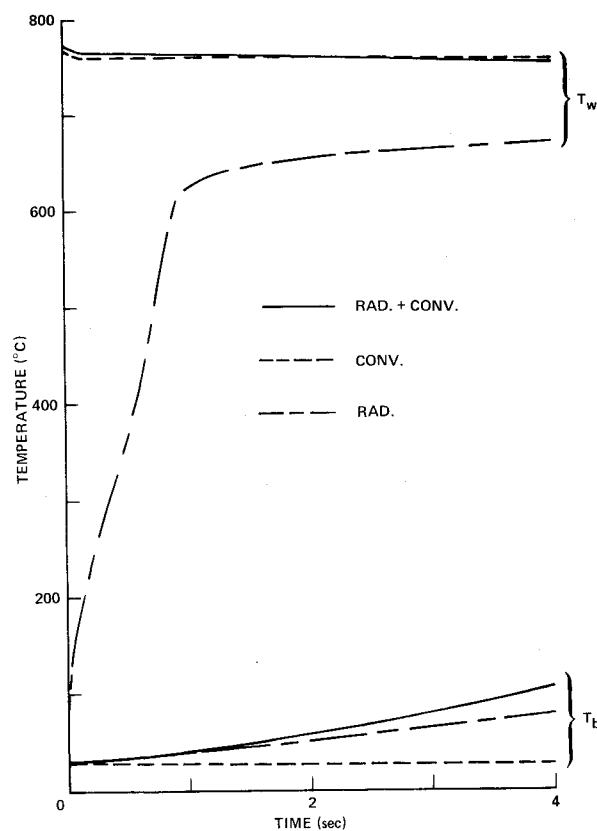 800
T_w
600
RAD. + CONV.
CONV.
TEMPERATURE (°C)
400
RAD.
200
T_b
0
2
4
TIME (sec)